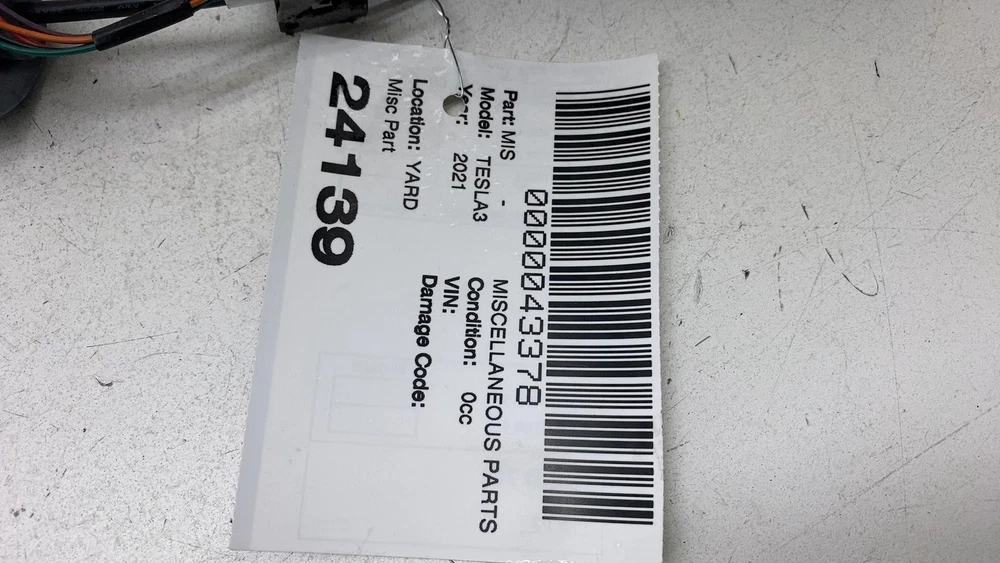 0000043378
Part: MIS - MISCELLANEOUS PARTS
Model: TESLA3 Condition: 0cc
Year: 2021 VIN:
Damage Code:
Location: YARD
Misc Part
24139